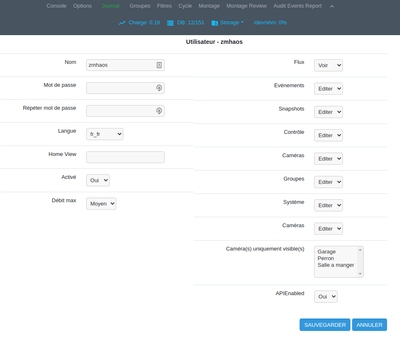 Console Options Journal Groupes Filtres Cycle Montage Montage Review Audit Events Report
Charge: 0.18 DB: 12/151 Storage
Utilisateur - zmhaos
Nom zmhaos
Mot de passe
Répéter mot de passe
Langue fr_fr
Home View
Activé Oui
Débit max Moyen
Flux Voir
Evénements Editer
Snapshots Editer
Contrôle Editer
Caméras Editer
Groupes Editer
Système Editer
Caméras Editer
Caméra(s) uniquement visible(s)
Garage
Perron
Salle a manger
APIEnabled Oui
SAUVEGARDER ANNULER